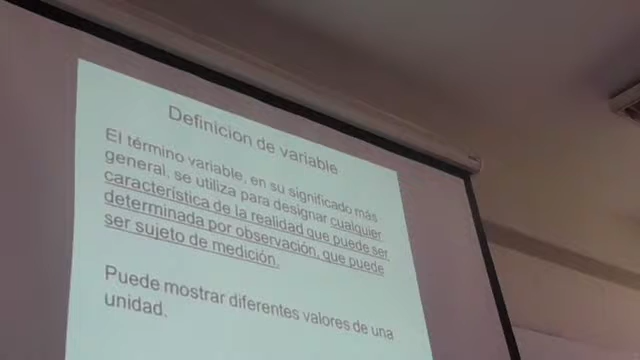 Definicion de variable
El término variable, en su significado más
general, se utiliza para designar cualquier
característica de la realidad que puede ser
determinada por observación, que puede
ser sujeto de medición.
Puede mostrar diferentes valores de una
unidad.